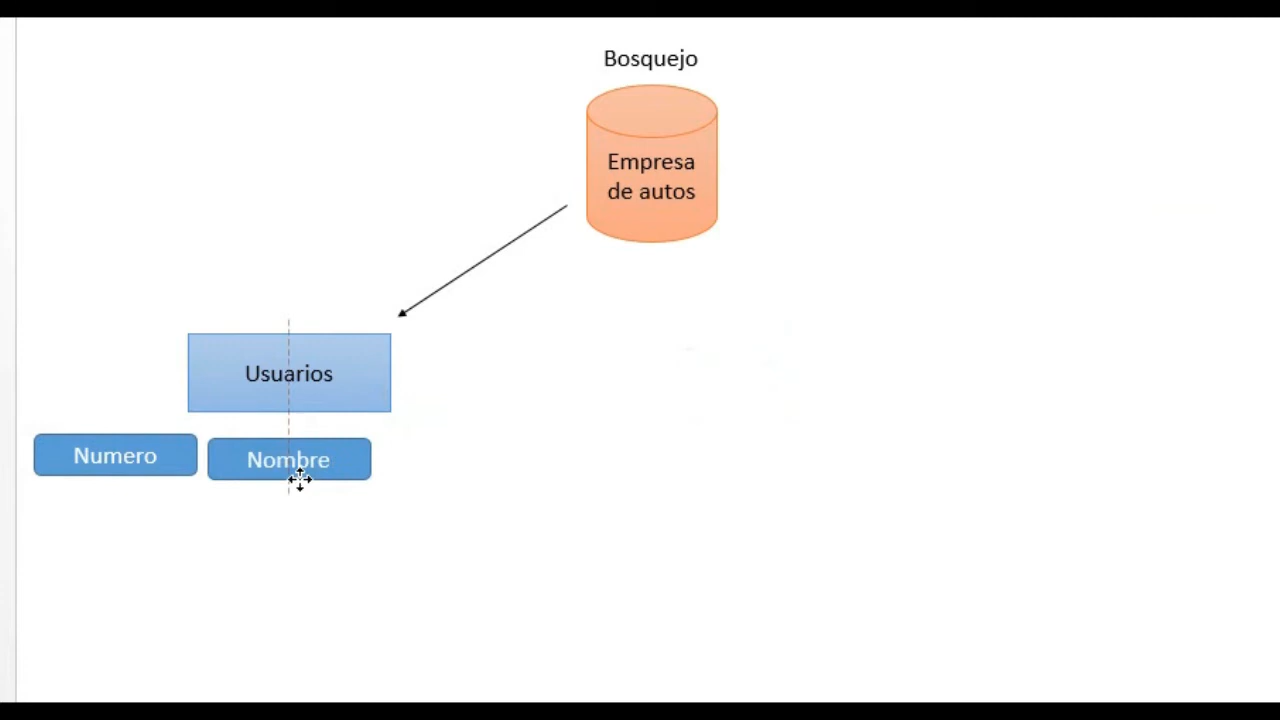 Bosquejo
Empresa
de autos
Usuarios
Numero
Nombre